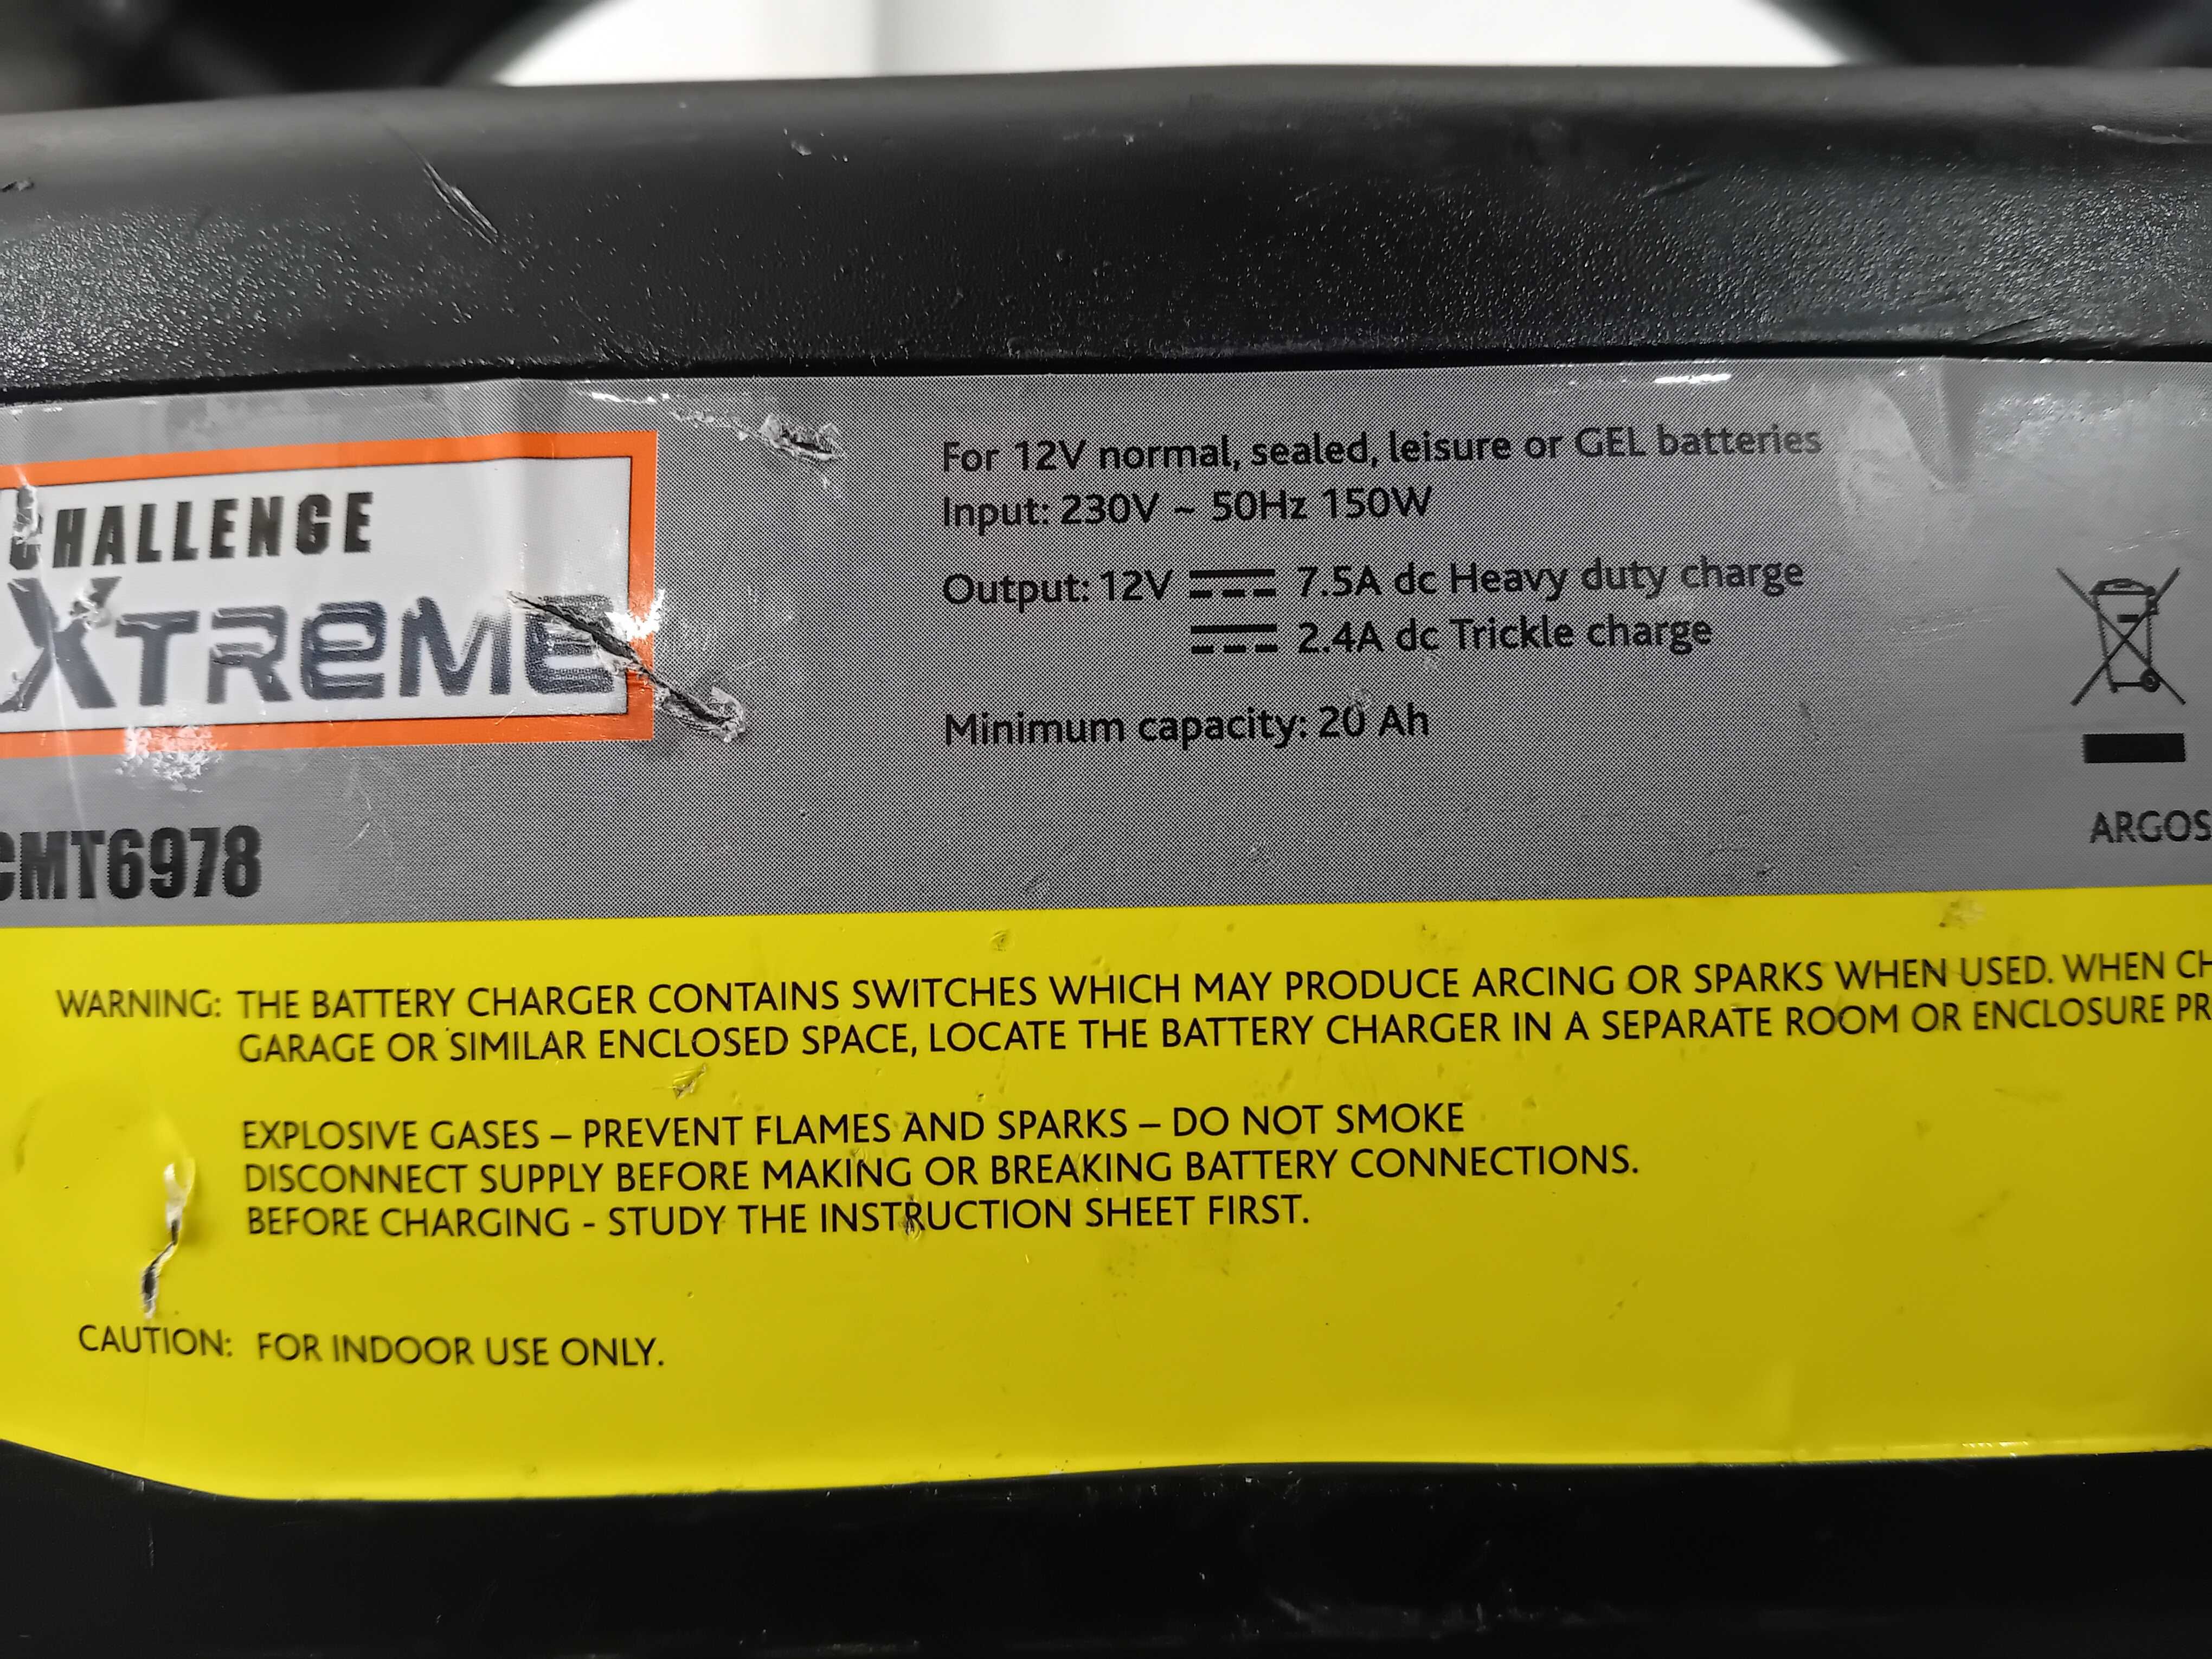 CHALLENGE
XTREME
CMT6978
For 12V normal, sealed, leisure or GEL batteries
Input: 230V ~ 50Hz 150W
Output: 12V ⎓ 7.5A dc Heavy duty charge
⎓ 2.4A dc Trickle charge
Minimum capacity: 20 Ah
ARGOS
WARNING: THE BATTERY CHARGER CONTAINS SWITCHES WHICH MAY PRODUCE ARCING OR SPARKS WHEN USED. WHEN
GARAGE OR SIMILAR ENCLOSED SPACE, LOCATE THE BATTERY CHARGER IN A SEPARATE ROOM OR ENCLOSURE
EXPLOSIVE GASES – PREVENT FLAMES AND SPARKS – DO NOT SMOKE
DISCONNECT SUPPLY BEFORE MAKING OR BREAKING BATTERY CONNECTIONS.
BEFORE CHARGING - STUDY THE INSTRUCTION SHEET FIRST.
CAUTION: FOR INDOOR USE ONLY.